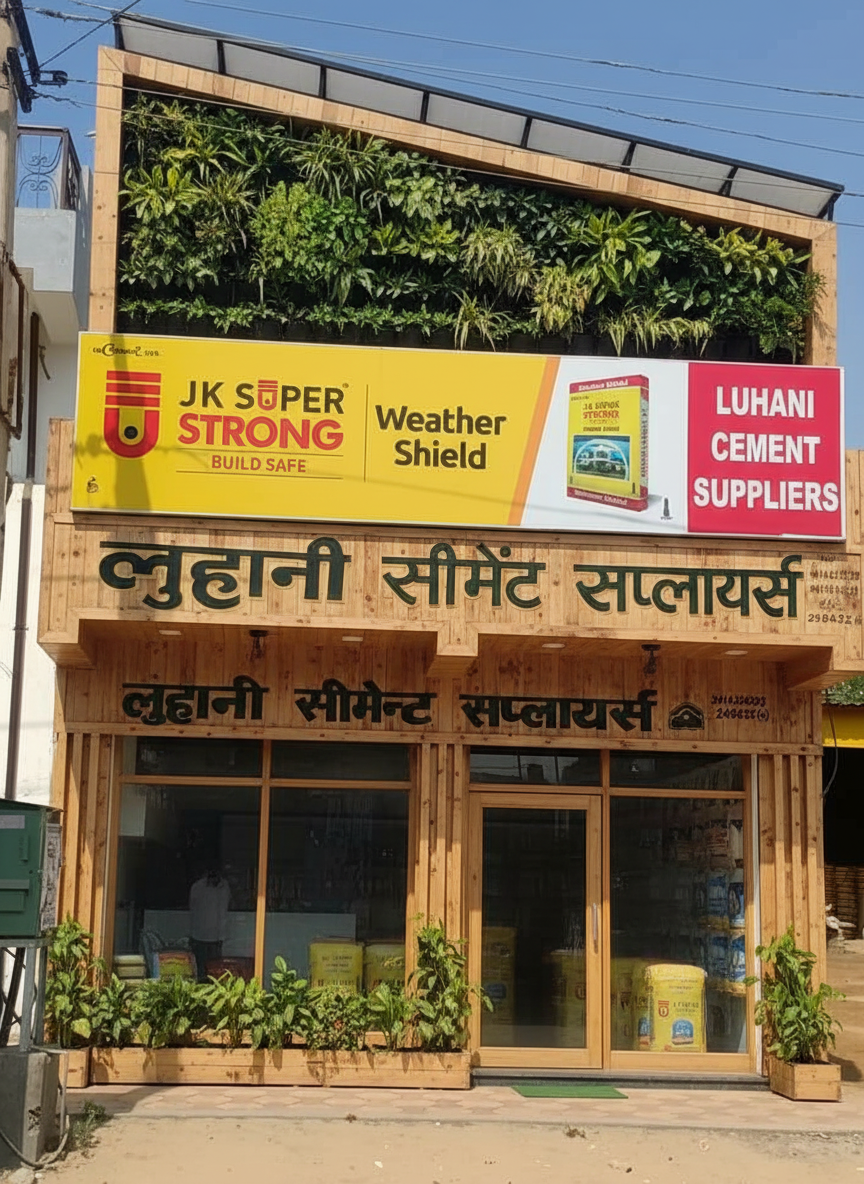 JK SUPER
STRONG
BUILD SAFE
Weather
Shield
LUHANI
CEMENT
SUPPLIERS
लुहानी सीमेंट सप्लायर्स
लुहानी सीमेन्ट सप्लायर्स